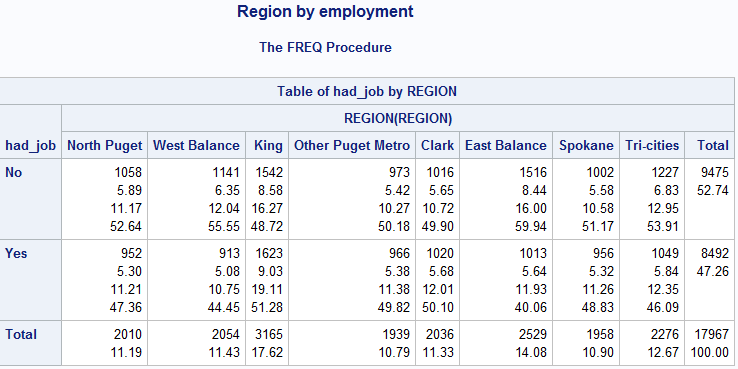 Region by employment
The FREQ Procedure
Table of had_job by REGION
REGION(REGION)
had_job North Puget West Balance King Other Puget Metro Clark East Balance Spokane Tri-cities Total
No 1058 1141 1542 973 1016 1516 1002 1227 9475
5.89 6.35 8.58 5.42 5.65 8.44 5.58 6.83 52.74
11.17 12.04 16.27 10.27 10.72 16.00 10.58 12.95
52.64 55.55 48.72 50.18 49.90 59.94 51.17 53.91
Yes 952 913 1623 966 1020 1013 956 1049 8492
5.30 5.08 9.03 5.38 5.68 5.64 5.32 5.84 47.26
11.21 10.75 19.11 11.38 12.01 11.93 11.26 12.35
47.36 44.45 51.28 49.82 50.10 40.06 48.83 46.09
Total 2010 2054 3165 1939 2036 2529 1958 2276 17967
11.19 11.43 17.62 10.79 11.33 14.08 10.90 12.67 100.00